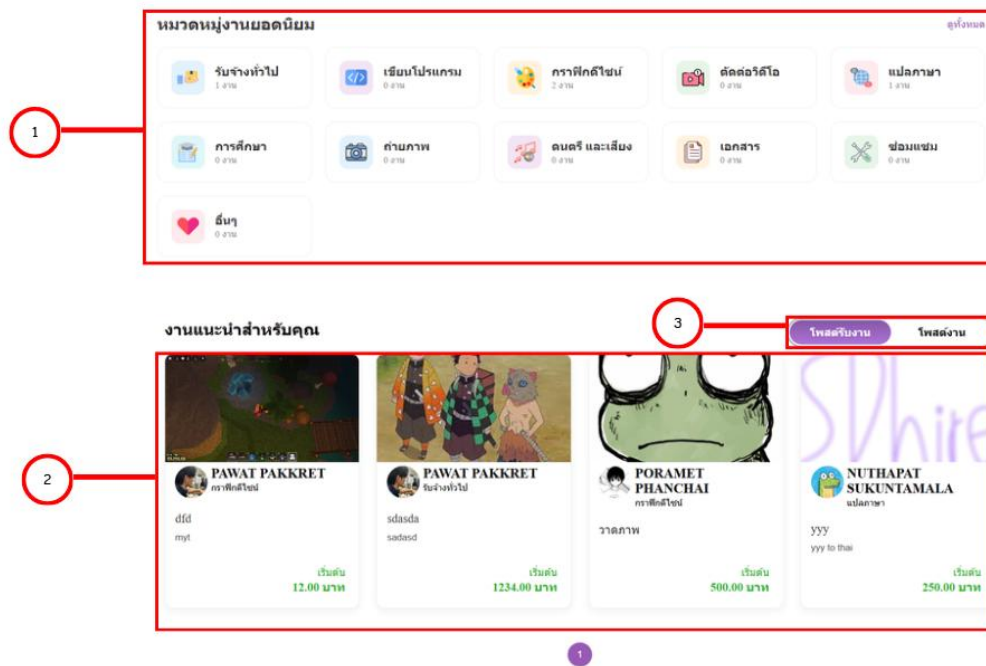 หมวดหมู่งานยอดนิยม
ดูทั้งหมด
รับจ้างทั่วไป
1 งาน
เขียนโปรแกรม
0 งาน
กราฟิกดีไซน์
2 งาน
ตัดต่อวิดีโอ
0 งาน
แปลภาษา
1 งาน
1
การศึกษา
0 งาน
ถ่ายภาพ
0 งาน
ดนตรี และเสียง
0 งาน
เอกสาร
0 งาน
ซ่อมแซม
0 งาน
อื่นๆ
0 งาน
งานแนะนำสำหรับคุณ
3
โพสต์รับงาน
โพสต์งาน
2
SDhire
PAWAT PAKKRET
กราฟิกดีไซน์
dfd
myt
เริ่มต้น
12.00 บาท
PAWAT PAKKRET
รับจ้างทั่วไป
sdasda
sadasd
เริ่มต้น
1234.00 บาท
PORAMET
PHANCHAI
กราฟิกดีไซน์
วาดภาพ
เริ่มต้น
500.00 บาท
NUTHAPAT
SUKUNTAMALA
แปลภาษา
yyy
yyy to thai
เริ่มต้น
250.00 บาท
1